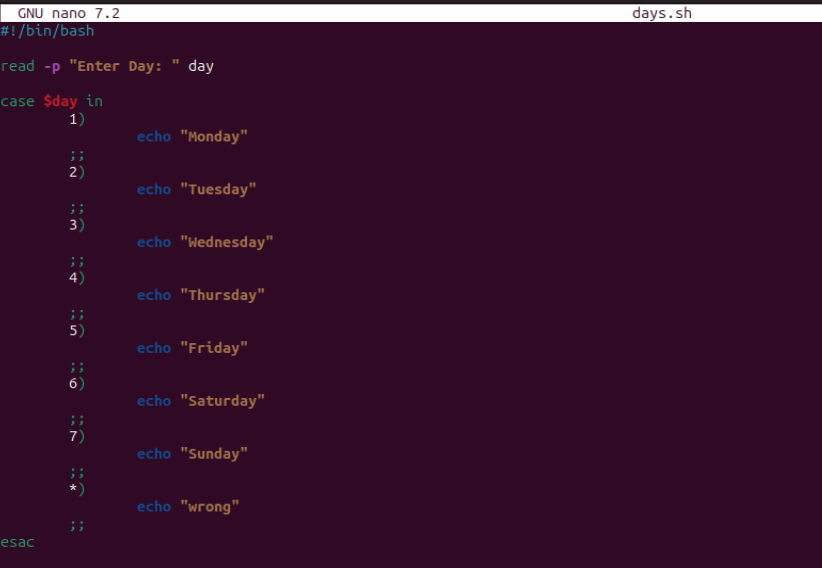 GNU nano 7.2 days.sh
#!/bin/bash
read -p "Enter Day: " day
case $day in
1)
echo "Monday"
;;
2)
echo "Tuesday"
;;
3)
echo "Wednesday"
;;
4)
echo "Thursday"
;;
5)
echo "Friday"
;;
6)
echo "Saturday"
;;
7)
echo "Sunday"
;;
*)
echo "wrong"
;;
esac